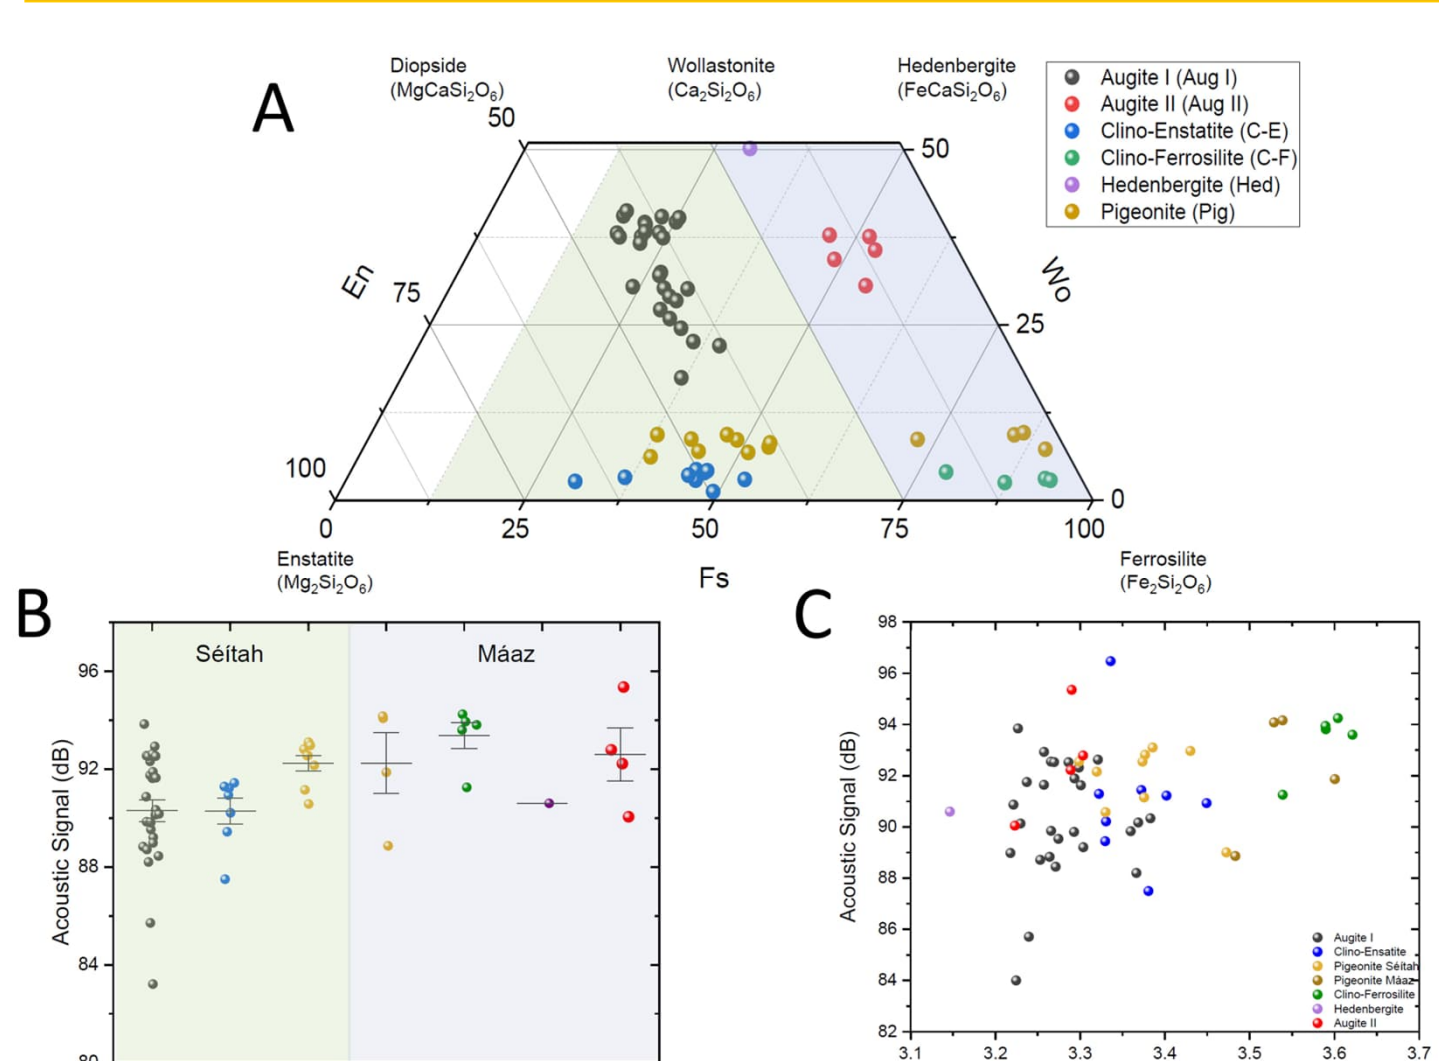 Diopside
(MgCaSi₂O₆)
Wollastonite
(Ca₂Si₂O₆)
Hedenbergite
(FeCaSi₂O₆)
A
50
50
Augite I (Aug I)
Augite II (Aug II)
Clino-Enstatite (C-E)
Clino-Ferrosilite (C-F)
Hedenbergite (Hed)
Pigeonite (Pig)
En
75
Wo
25
100
0
0
25
50
75
100
Enstatite
(Mg₂Si₂O₆)
Fs
Ferrosilite
(Fe₂Si₂O₆)
B
Séítah
Máaz
96
92
88
84
80
Acoustic Signal (dB)
C
98
96
94
92
90
88
86
84
82
Acoustic Signal (dB)
Augite I
Clino-Ensatite
Pigeonite Séítah
Pigeonite Máaz
Clino-Ferrosilite
Hedenbergite
Augite II
3.1
3.2
3.3
3.4
3.5
3.6
3.7